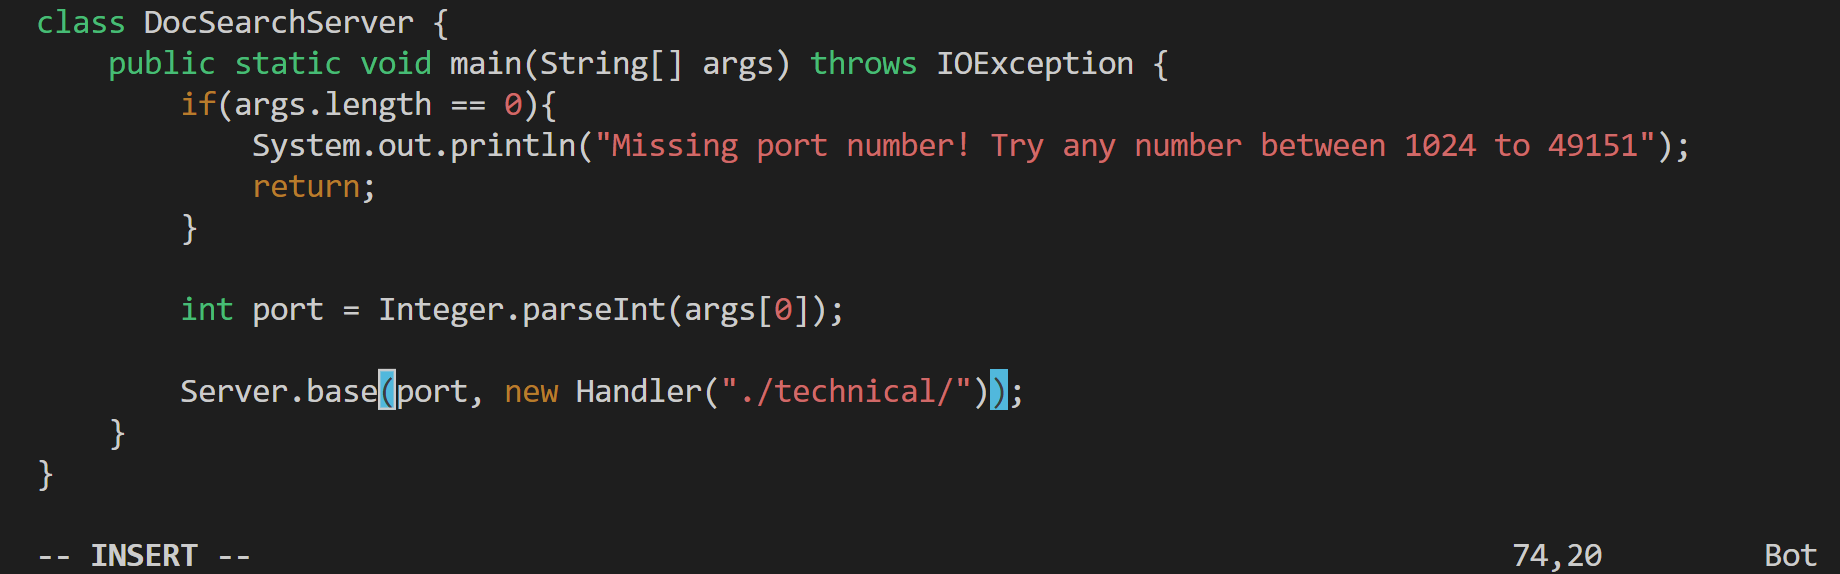 class DocSearchServer {
    public static void main(String[] args) throws IOException {
        if(args.length == 0){
            System.out.println("Missing port number! Try any number between 1024 to 49151");
            return;
        }

        int port = Integer.parseInt(args[0]);

        Server.base(port, new Handler("./technical/"));
    }
}
-- INSERT -- 74,20 Bot